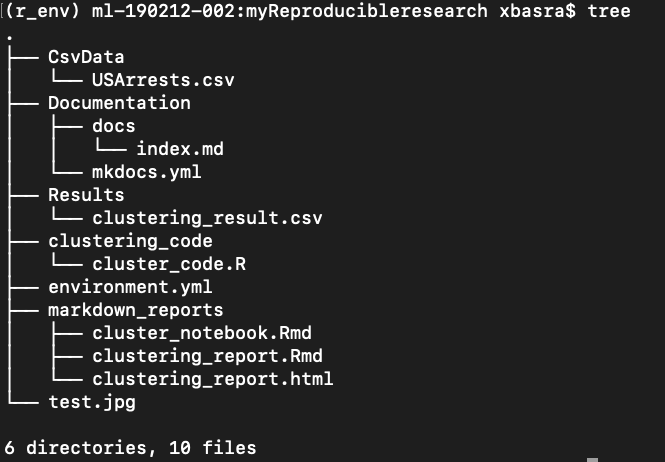 (r_env) ml-190212-002:myReproducibleresearch xbasra$ tree
.
├── CsvData
│   └── USArrests.csv
├── Documentation
│   ├── docs
│   │   └── index.md
│   └── mkdocs.yml
├── Results
│   └── clustering_result.csv
├── clustering_code
│   └── cluster_code.R
├── environment.yml
├── markdown_reports
│   ├── cluster_notebook.Rmd
│   ├── clustering_report.Rmd
│   └── clustering_report.html
└── test.jpg
6 directories, 10 files